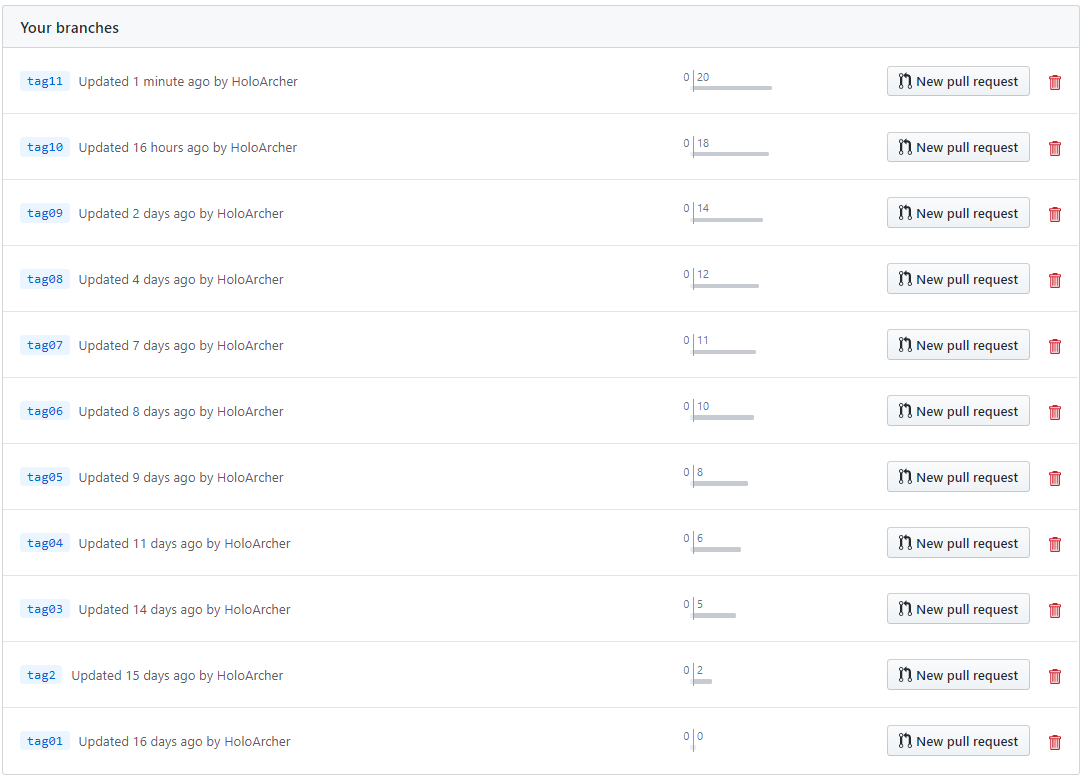 Your branches
tag11 Updated 1 minute ago by HoloArcher 0 20 New pull request
tag10 Updated 16 hours ago by HoloArcher 0 18 New pull request
tag09 Updated 2 days ago by HoloArcher 0 14 New pull request
tag08 Updated 4 days ago by HoloArcher 0 12 New pull request
tag07 Updated 7 days ago by HoloArcher 0 11 New pull request
tag06 Updated 8 days ago by HoloArcher 0 10 New pull request
tag05 Updated 9 days ago by HoloArcher 0 8 New pull request
tag04 Updated 11 days ago by HoloArcher 0 6 New pull request
tag03 Updated 14 days ago by HoloArcher 0 5 New pull request
tag2 Updated 15 days ago by HoloArcher 0 2 New pull request
tag01 Updated 16 days ago by HoloArcher 0 0 New pull request